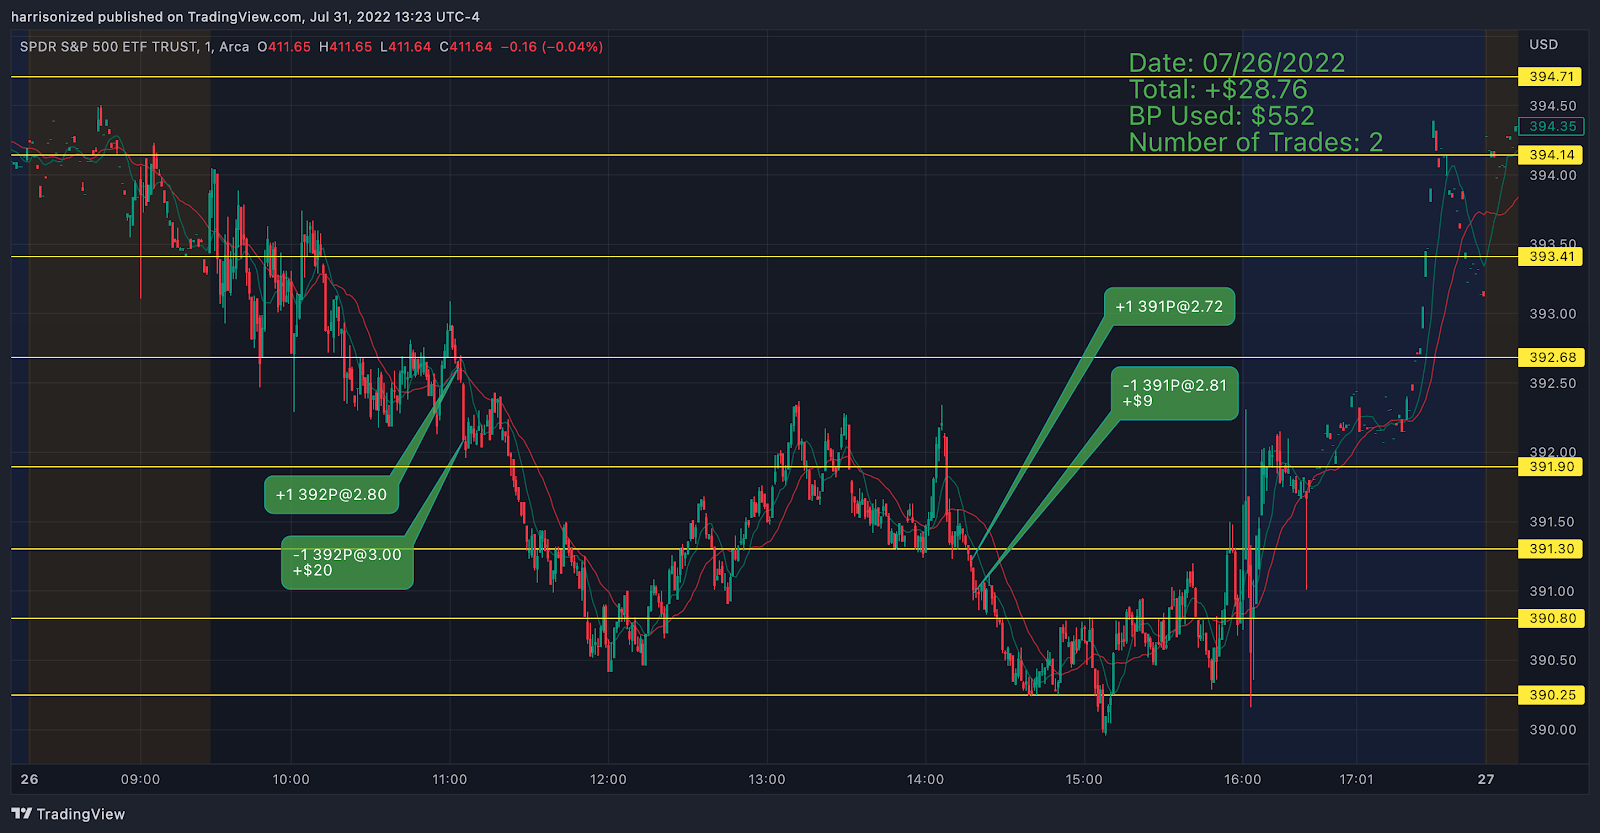 harrisonized published on TradingView.com, Jul 31, 2022 13:23 UTC-4
SPDR S&P 500 ETF TRUST, 1, Arca O411.65 H411.65 L411.64 C411.64 −0.16 (−0.04%)
USD
Date: 07/26/2022
Total: +$28.76
BP Used: $552
Number of Trades: 2
394.71
394.50
394.35
394.14
394.00
393.50
393.41
393.00
392.68
392.50
392.00
391.90
391.50
391.30
391.00
390.80
390.50
390.25
390.00
+1 391P@2.72
-1 391P@2.81
+$9
+1 392P@2.80
-1 392P@3.00
+$20
26 09:00 10:00 11:00 12:00 13:00 14:00 15:00 16:00 17:01 27
TradingView